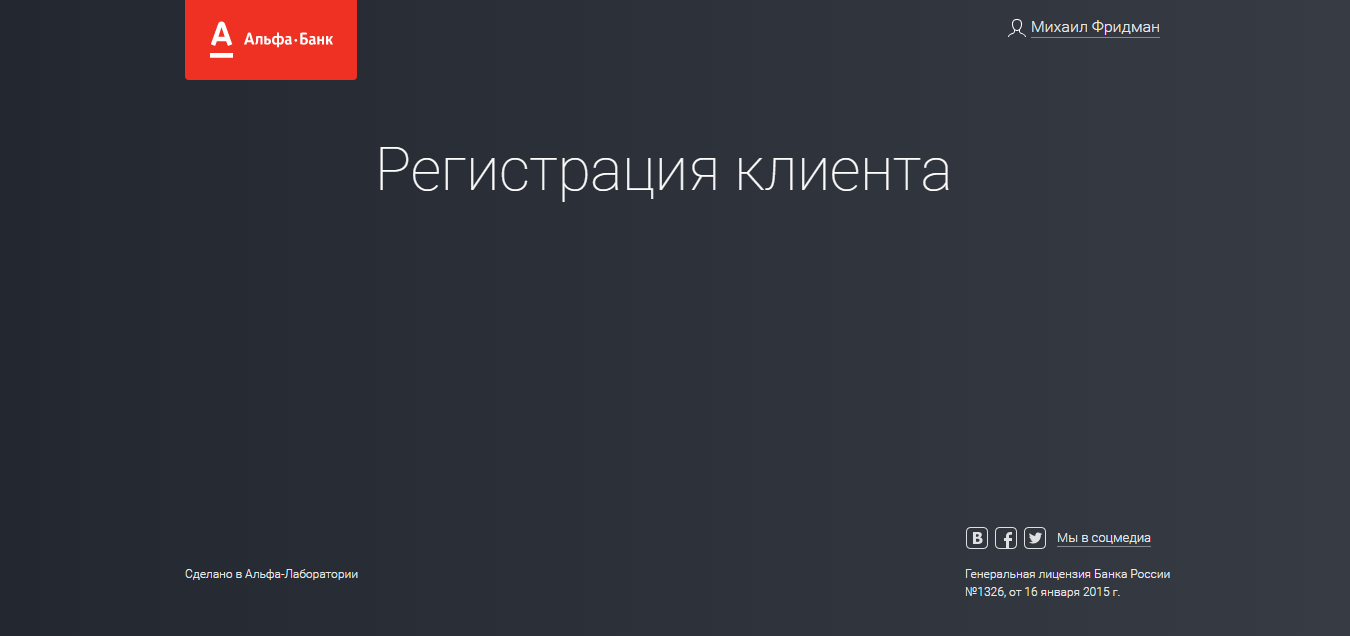 Альфа·Банк
Михаил Фридман
Регистрация клиента
Мы в соцмедиа
Сделано в Альфа-Лаборатории
Генеральная лицензия Банка России
№1326, от 16 января 2015 г.